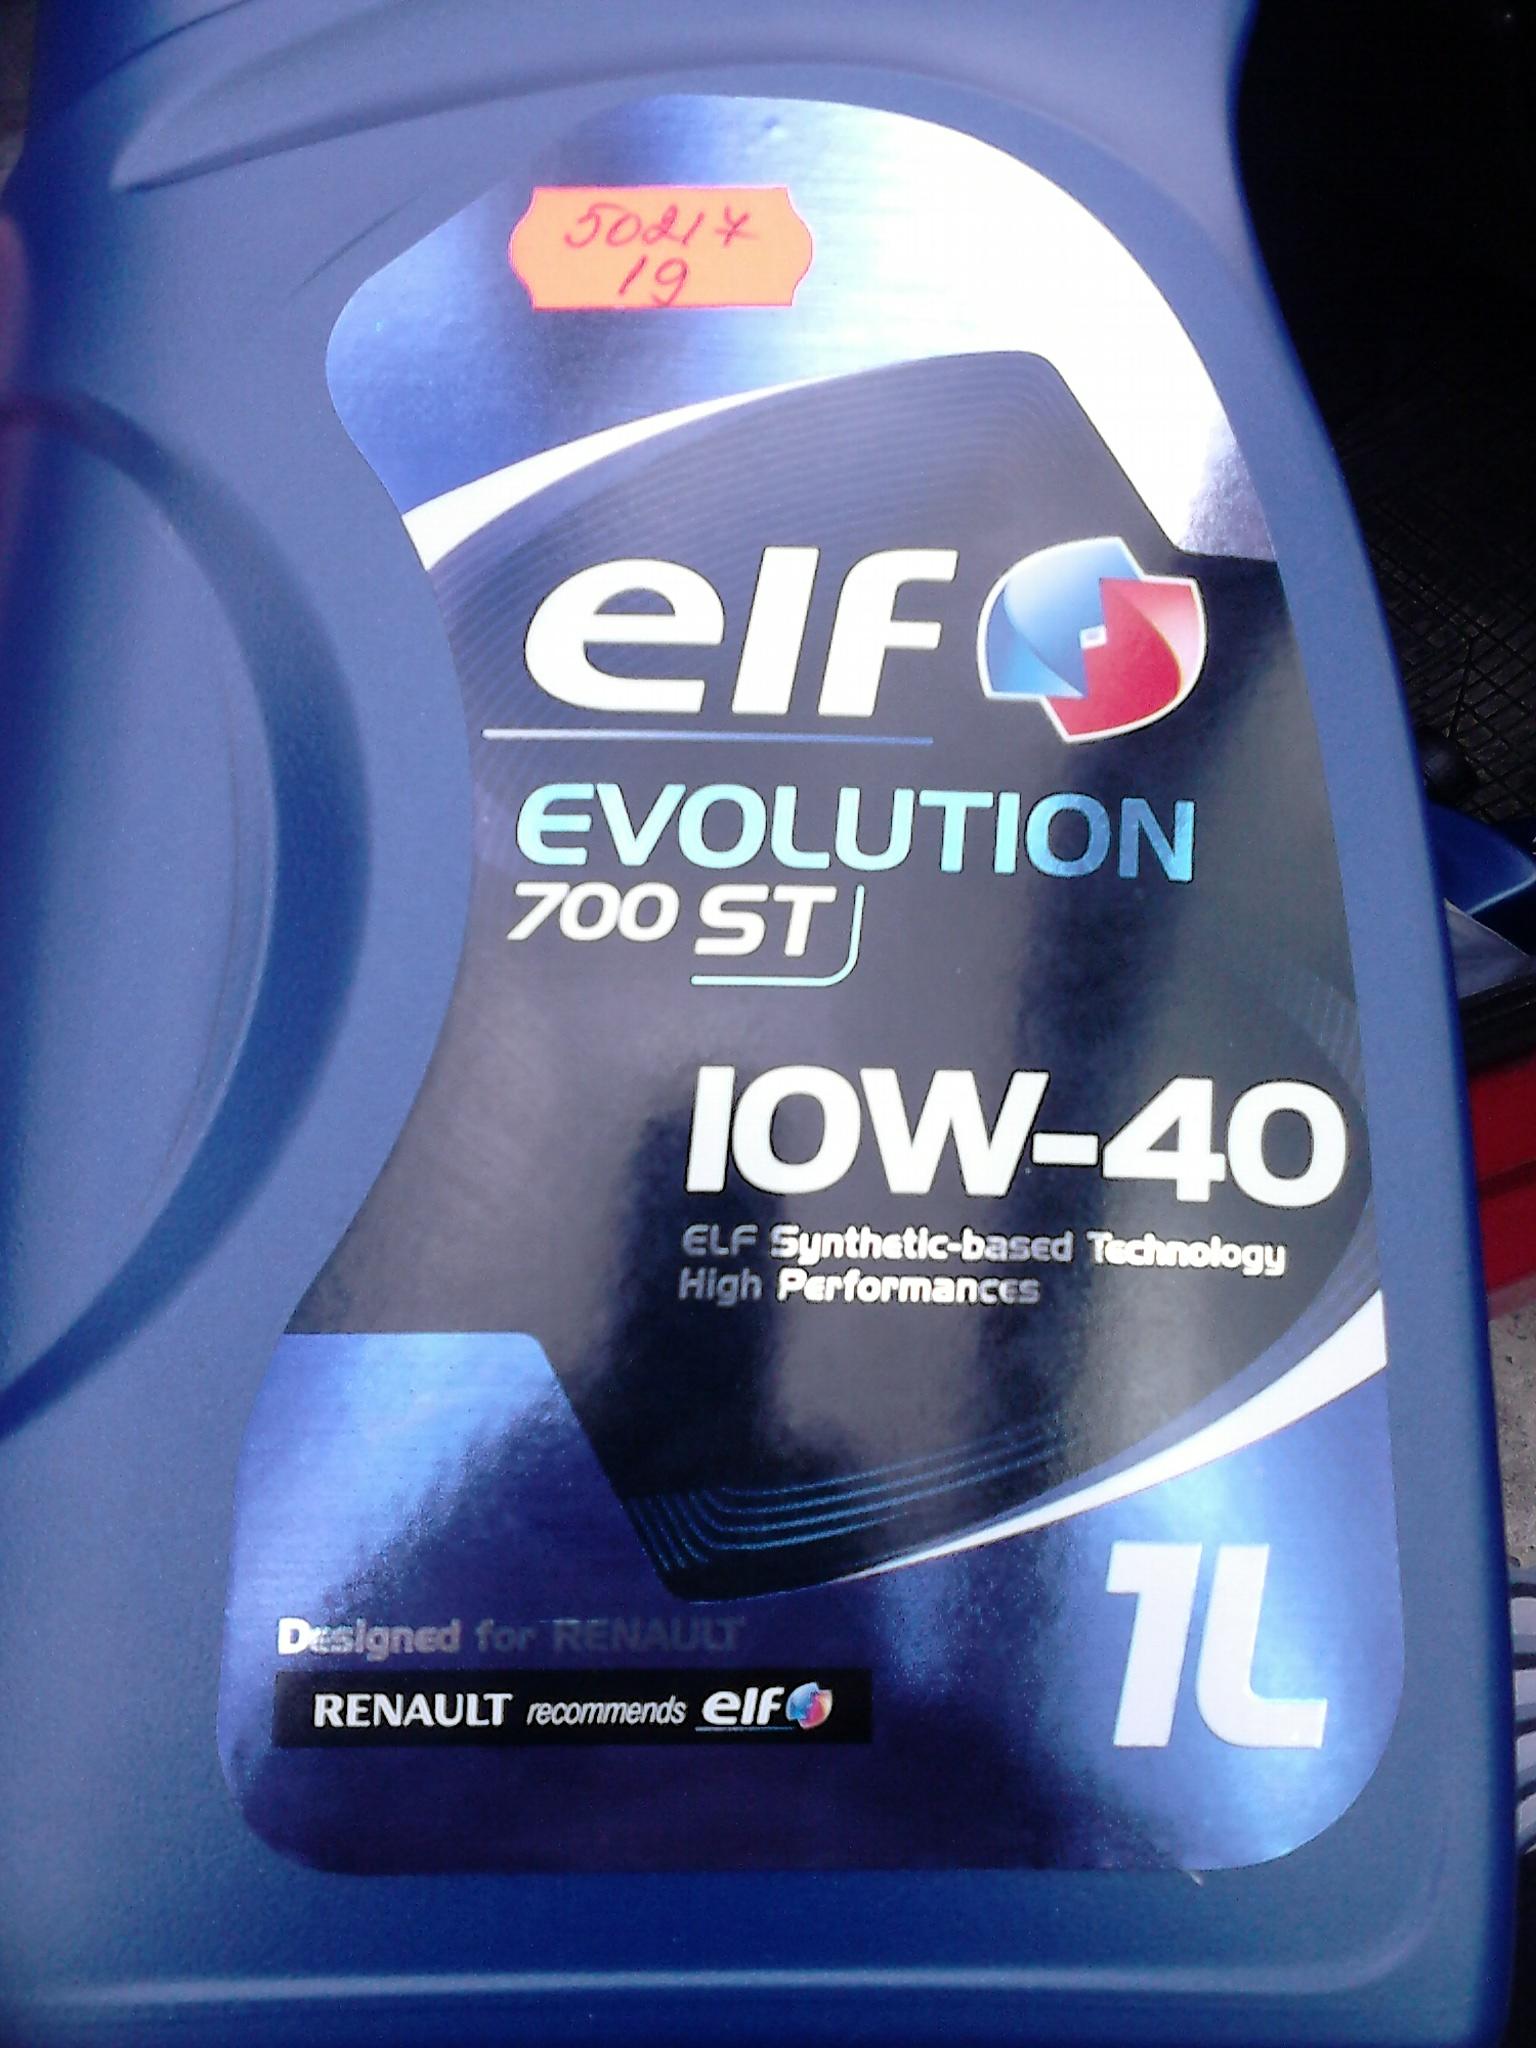 50217
19
elf
EVOLUTION
700 ST
10W-40
ELF Synthetic-based Technology
High Performances
1L
Designed for RENAULT
RENAULT recommends elf